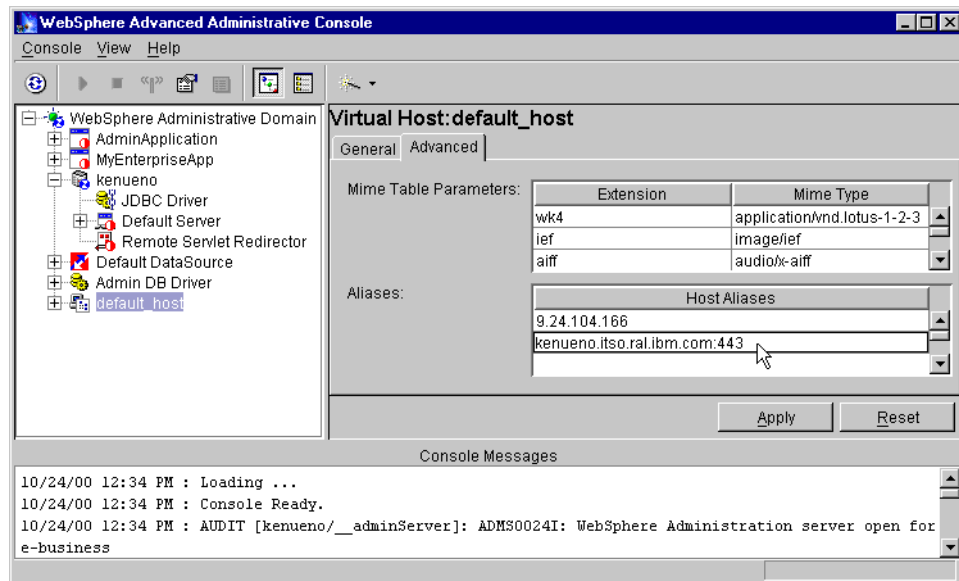 WebSphere Advanced Administrative Console
Console View Help
WebSphere Administrative Domain
AdminApplication
MyEnterpriseApp
kenueno
JDBC Driver
Default Server
Remote Servlet Redirector
Default DataSource
Admin DB Driver
default_host
Virtual Host:default_host
General Advanced
Mime Table Parameters:
Extension Mime Type
wk4 application/vnd.lotus-1-2-3
ief image/ief
aiff audio/x-aiff
Aliases:
Host Aliases
9.24.104.166
kenueno.itso.ral.ibm.com:443
Apply Reset
Console Messages
10/24/00 12:34 PM : Loading ...
10/24/00 12:34 PM : Console Ready.
10/24/00 12:34 PM : AUDIT [kenueno/__adminServer]: ADMS0024I: WebSphere Administration server open for
e-business